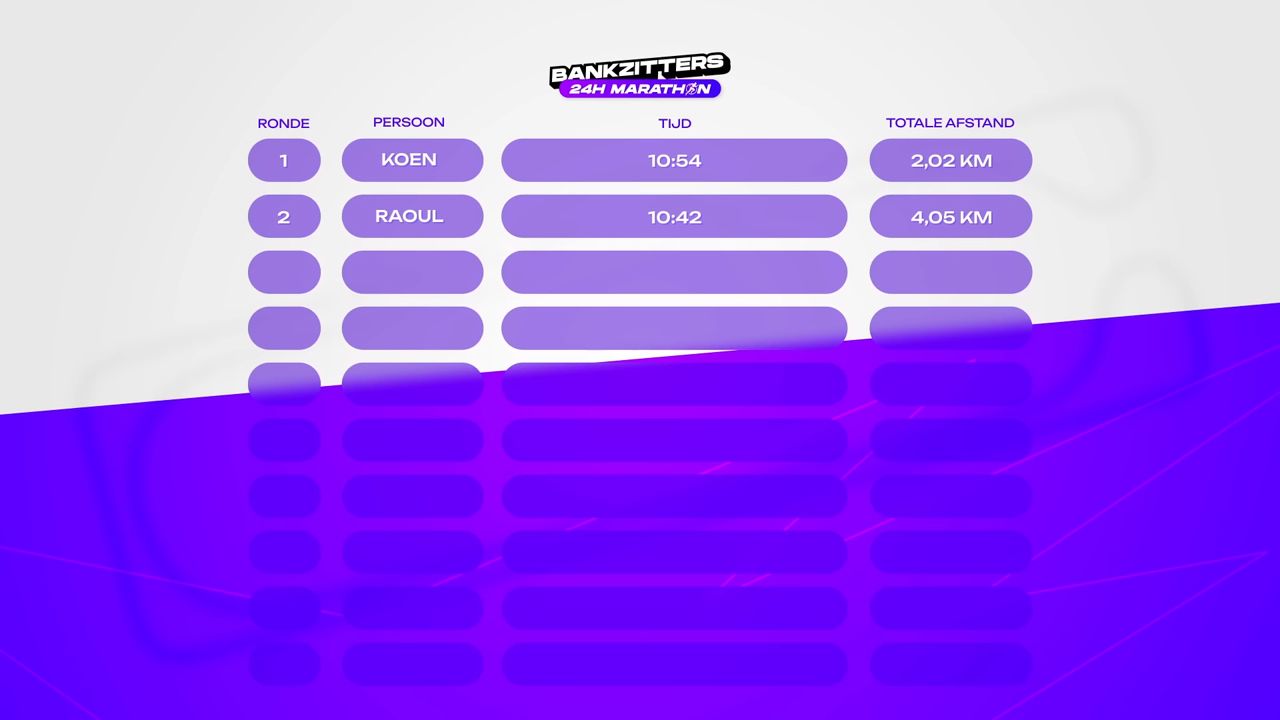 BANKZITTERS
24H MARATHON
RONDE PERSOON TIJD TOTALE AFSTAND
1 KOEN 10:54 2,02 KM
2 RAOUL 10:42 4,05 KM